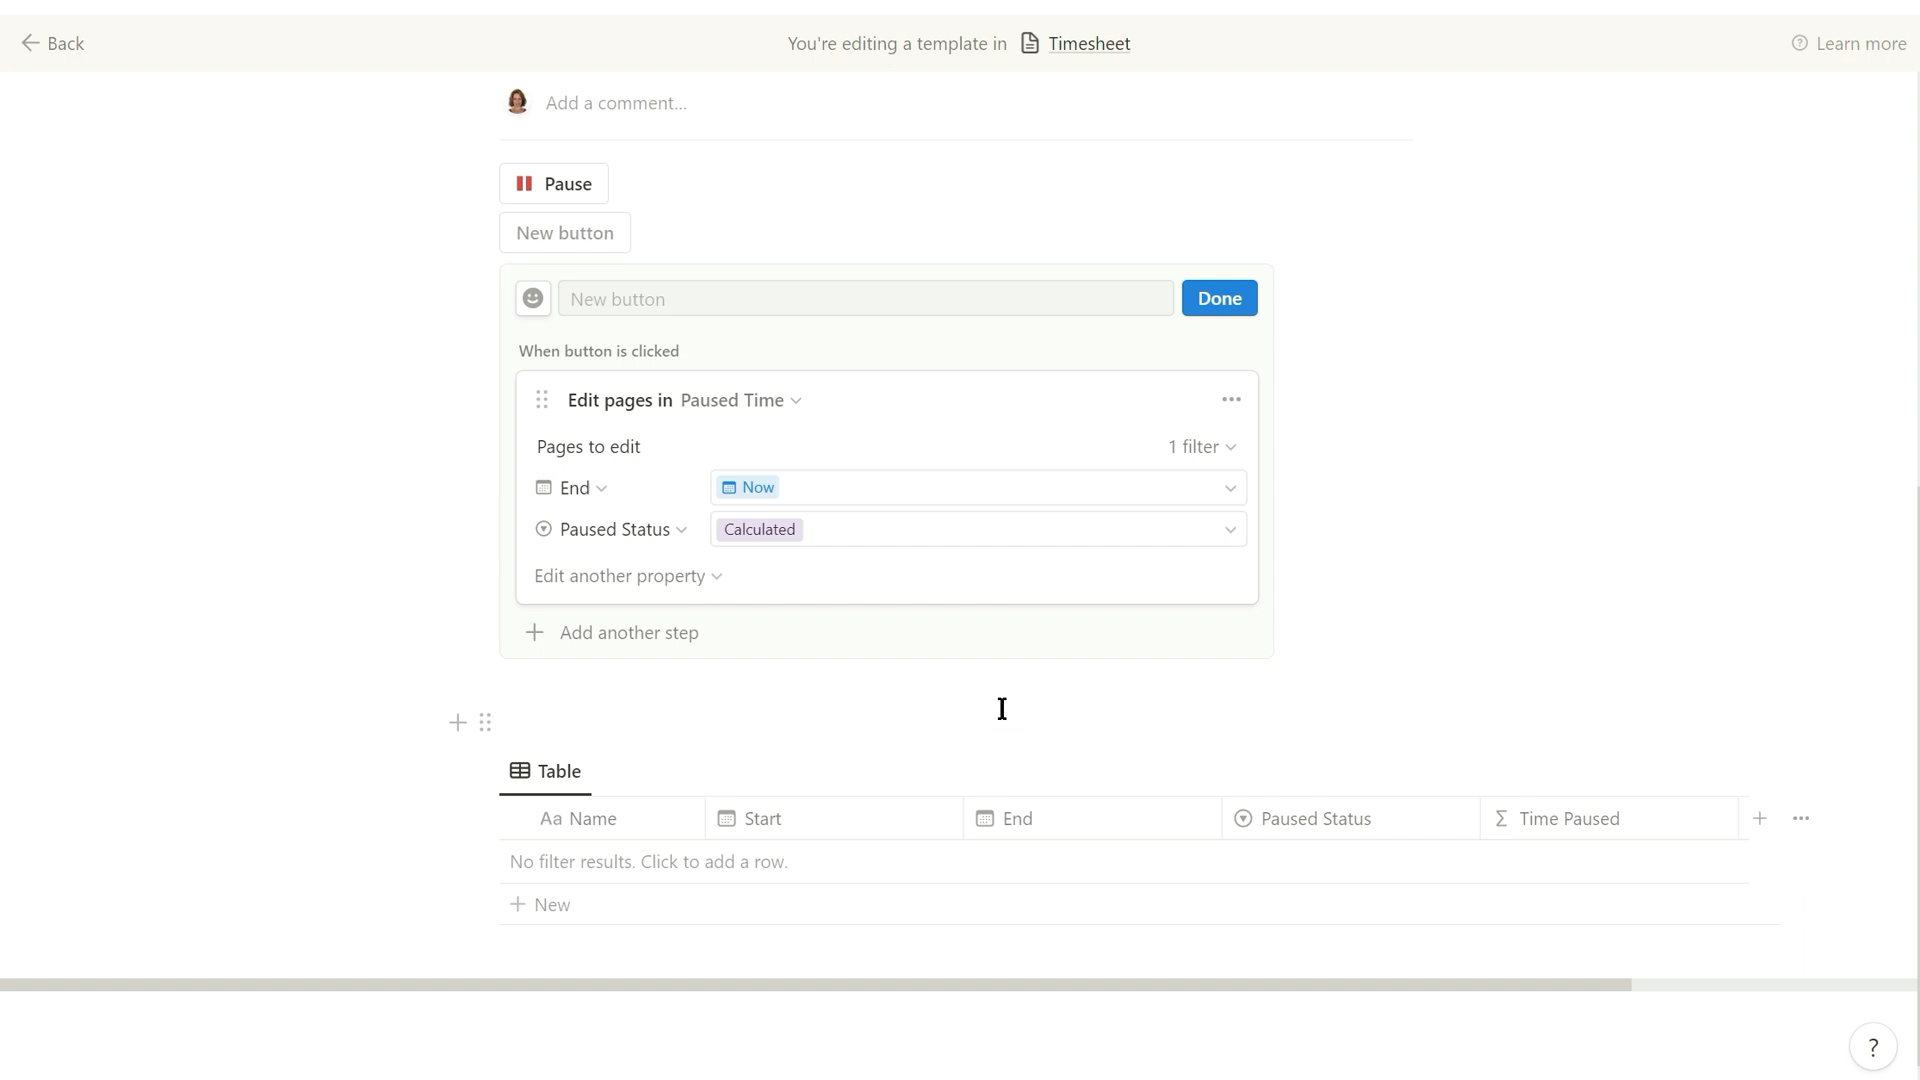 Back
You're editing a template in Timesheet
Learn more
Add a comment...
Pause
New button
New button
Done
When button is clicked
Edit pages in Paused Time
Pages to edit
1 filter
End
Now
Paused Status
Calculated
Edit another property
Add another step
Table
Aa Name Start End Paused Status Σ Time Paused
No filter results. Click to add a row.
New
?